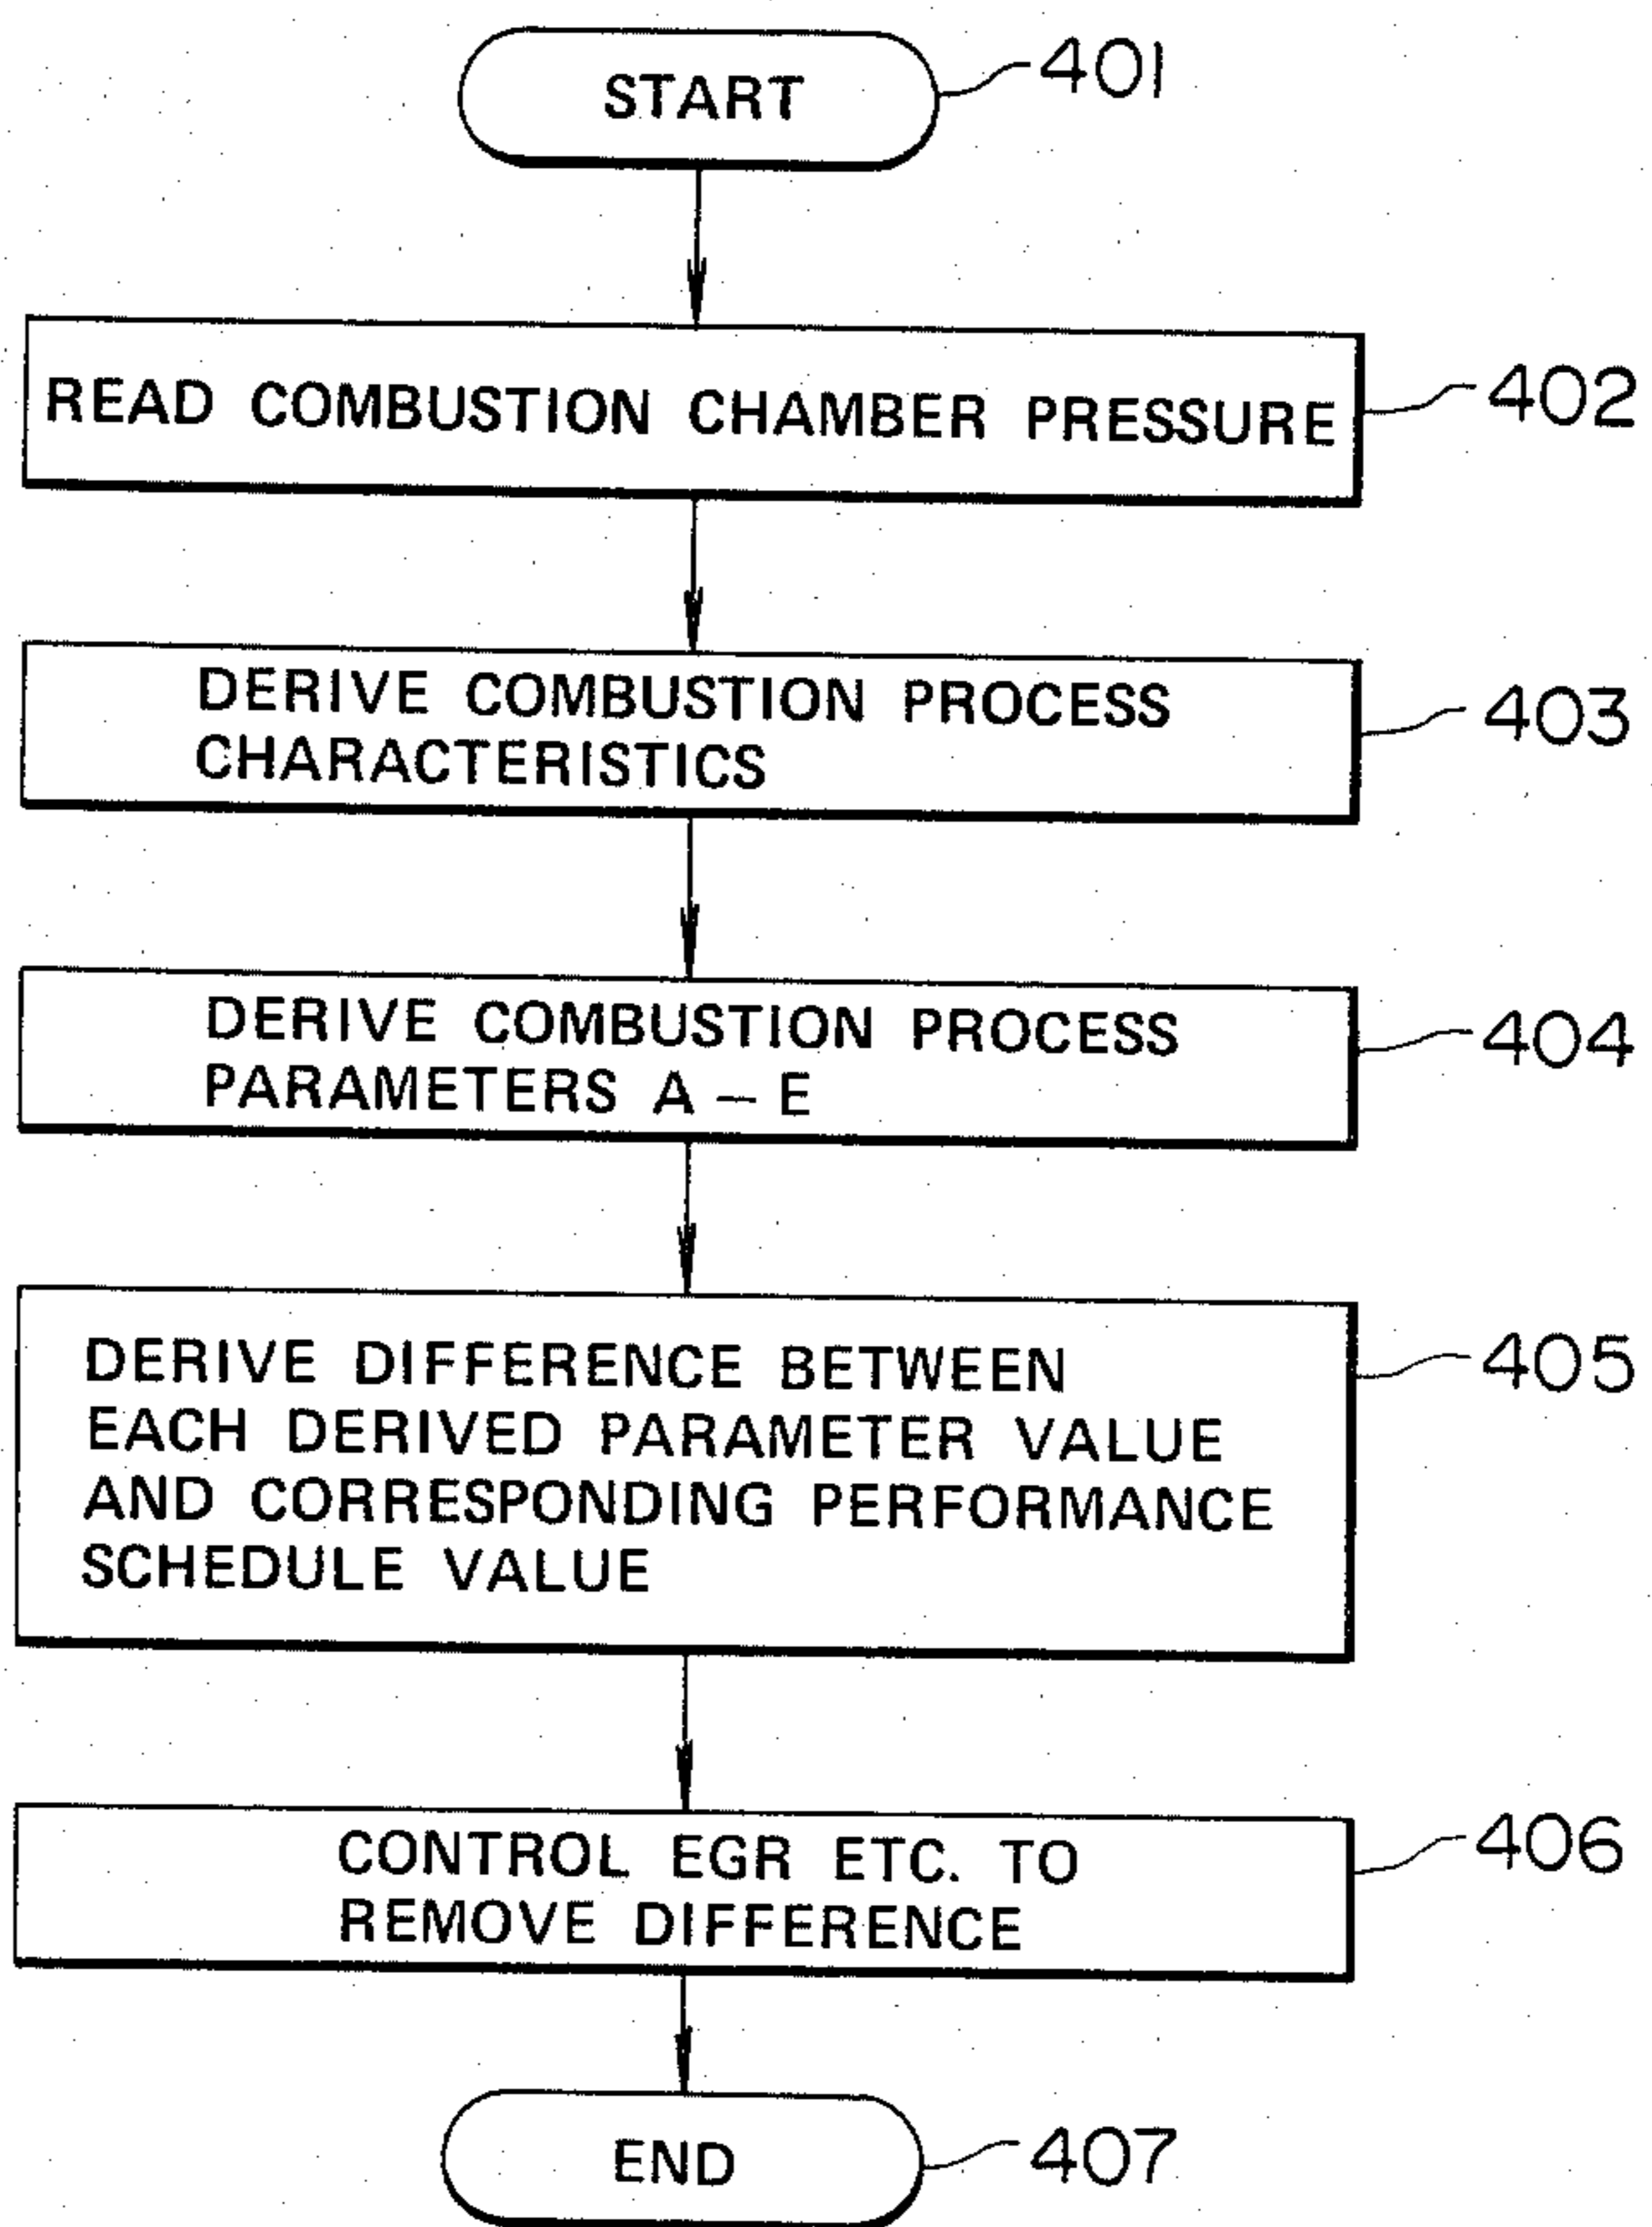 START
401
READ COMBUSTION CHAMBER PRESSURE
402
DERIVE COMBUSTION PROCESS
CHARACTERISTICS
403
DERIVE COMBUSTION PROCESS
PARAMETERS A – E
404
DERIVE DIFFERENCE BETWEEN
EACH DERIVED PARAMETER VALUE
AND CORRESPONDING PERFORMANCE
SCHEDULE VALUE
405
CONTROL EGR ETC. TO
REMOVE DIFFERENCE
406
END
407